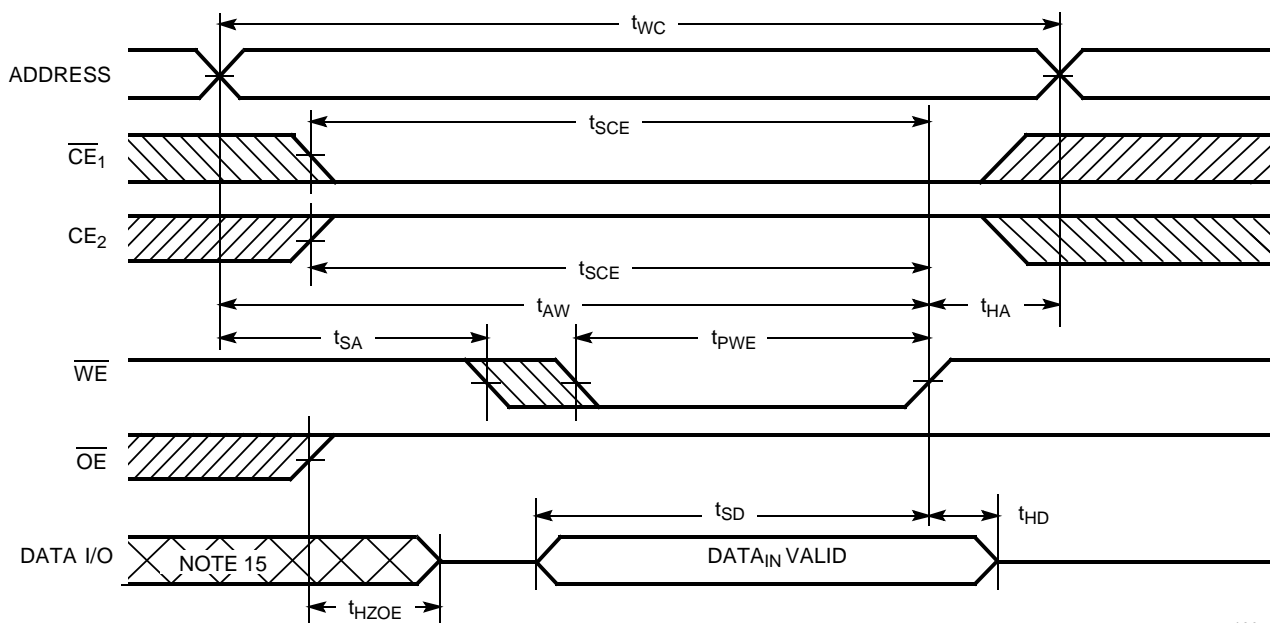 tWC
ADDRESS
tSCE
CE1
CE2
tSCE
tAW
tHA
tSA
tPWE
WE
OE
tSD
tHD
DATA I/O
NOTE 15
DATAIN VALID
tHZOE